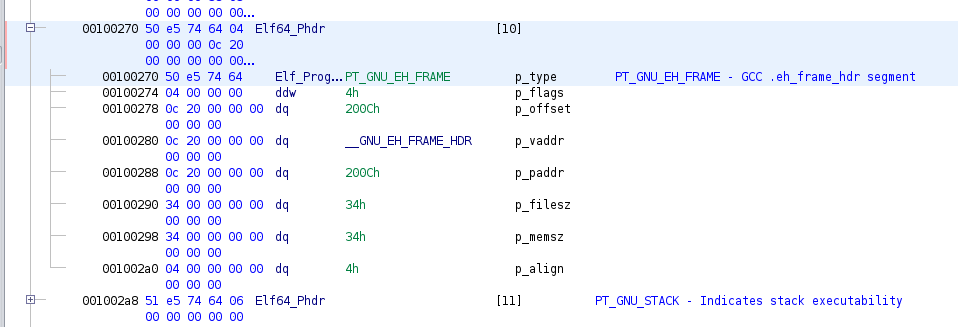 00 00 00 00 00
00 00 00 00 00...
00100270 50 e5 74 64 04 Elf64_Phdr [10]
00 00 00 0c 20
00 00 00 00 00...
00100270 50 e5 74 64 Elf_Prog...PT_GNU_EH_FRAME p_type PT_GNU_EH_FRAME - GCC .eh_frame_hdr segment
00100274 04 00 00 00 ddw 4h p_flags
00100278 0c 20 00 00 00 dq 200Ch p_offset
00 00 00
00100280 0c 20 00 00 00 dq __GNU_EH_FRAME_HDR p_vaddr
00 00 00
00100288 0c 20 00 00 00 dq 200Ch p_paddr
00 00 00
00100290 34 00 00 00 00 dq 34h p_filesz
00 00 00
00100298 34 00 00 00 00 dq 34h p_memsz
00 00 00
001002a0 04 00 00 00 00 dq 4h p_align
00 00 00
001002a8 51 e5 74 64 06 Elf64_Phdr [11] PT_GNU_STACK - Indicates stack executability
00 00 00 00 00